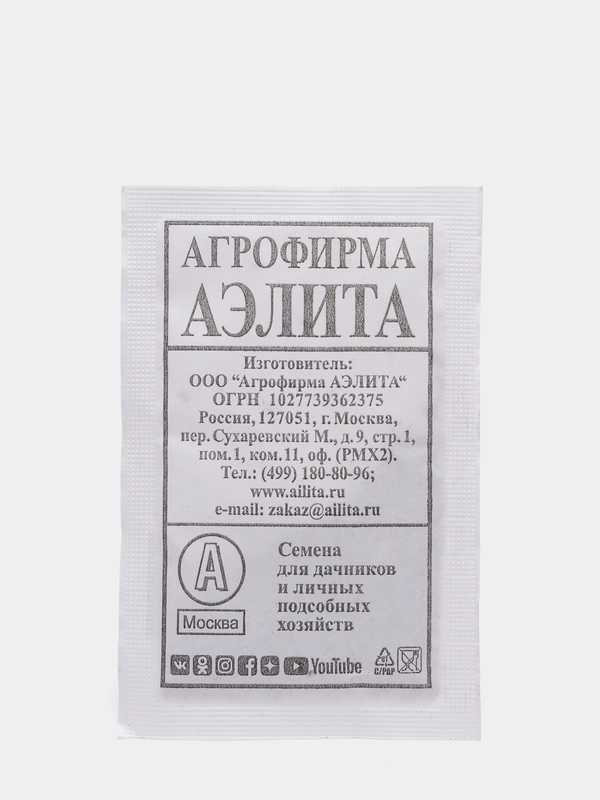 АГРОФИРМА
АЭЛИТА
Изготовитель:
ООО “Агрофирма АЭЛИТА“
ОГРН 1027739362375
Россия, 127051, г. Москва,
пер. Сухаревский М., д. 9, стр. 1,
пом. 1, ком. 11, оф. (РМХ2).
Тел.: (499) 180-80-96;
www.ailita.ru
e-mail: zakaz@ailita.ru
А
Москва
Семена
для дачников
и личных
подсобных
хозяйств
YouTube
C/PAP